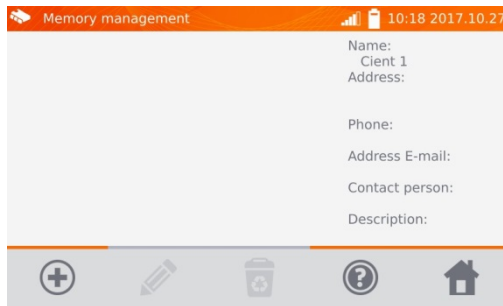 Memory management 10:18 2017.10.27
Name:
Cient 1
Address:
Phone:
Address E-mail:
Contact person:
Description: